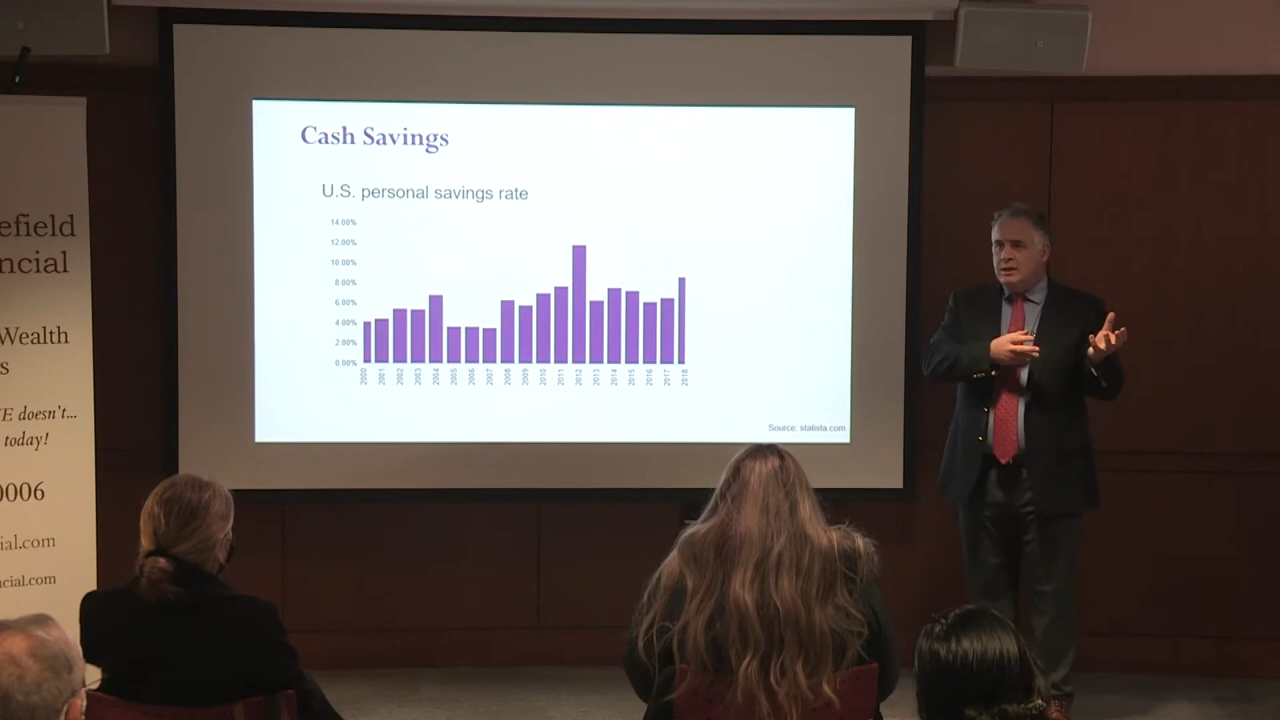 efield
ncial
Wealth
s
E doesn't...
today!
0006
ial.com
cial.com
Cash Savings
U.S. personal savings rate
14.00%
12.00%
10.00%
8.00%
6.00%
4.00%
2.00%
0.00%
2000 2001 2002 2003 2004 2005 2006 2007 2008 2009 2010 2011 2012 2013 2014 2015 2016 2017 2018
Source: statista.com